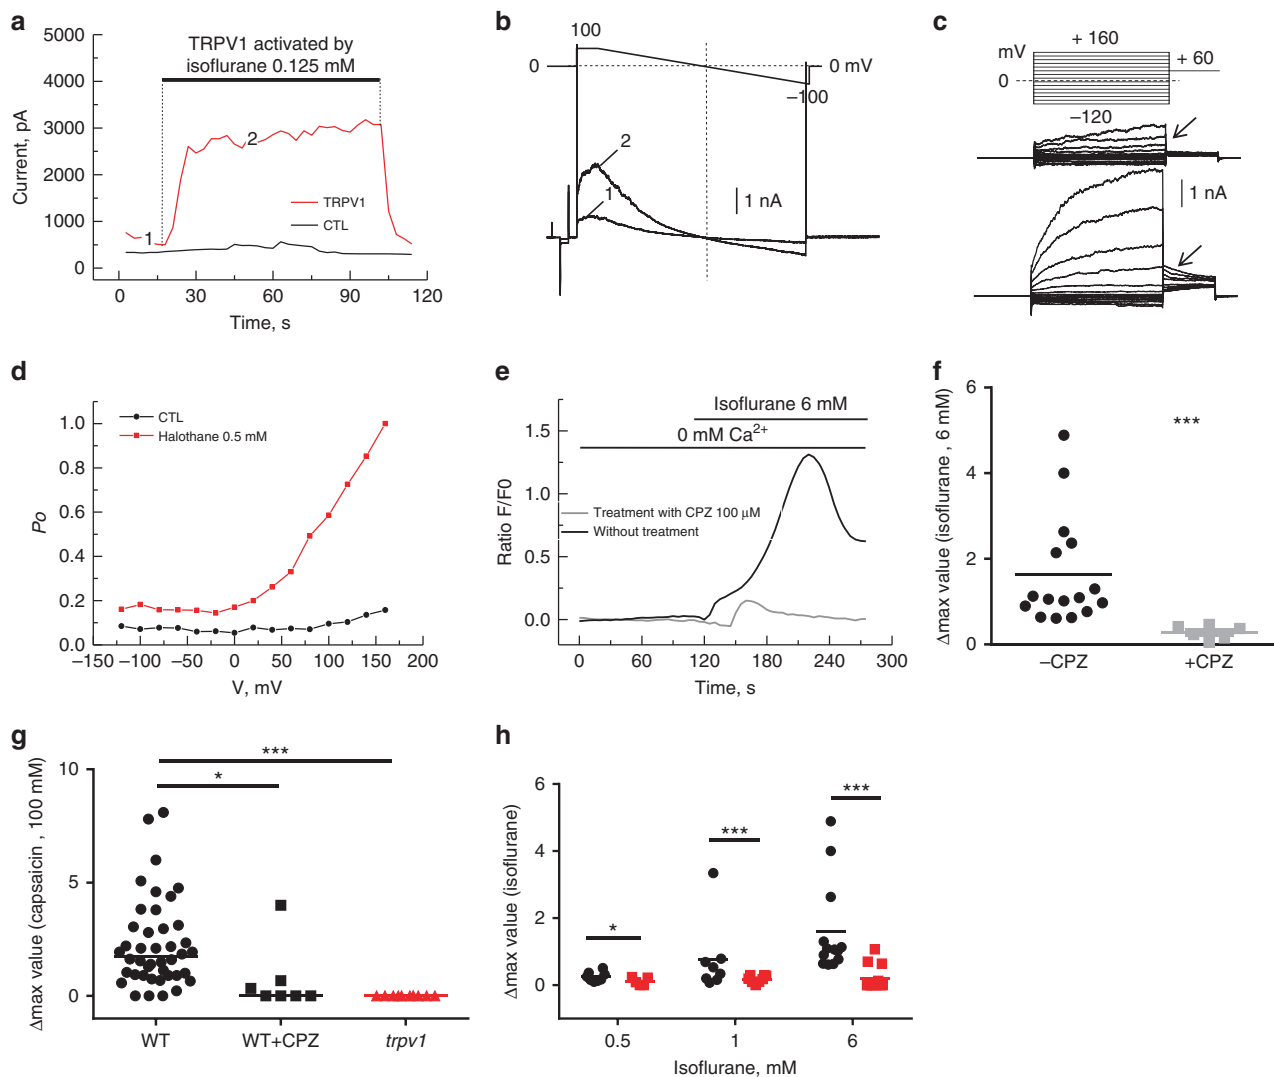 a
5000
4000
3000
2000
1000
0
Current, pA
TRPV1 activated by
isoflurane 0.125 mM
1
2
TRPV1
CTL
0
30
60
90
120
Time, s
b
100
0
0 mV
−100
2
1
1 nA
c
mV
+ 160
+ 60
0
−120
1 nA
d
CTL
Halothane 0.5 mM
1.0
0.8
0.6
0.4
0.2
0.0
Po
−150
−100
−50
0
50
100
150
200
V, mV
e
Isoflurane 6 mM
0 mM Ca2+
1.5
1.0
0.5
0.0
Ratio F/F0
Treatment with CPZ 100 µM
Without treatment
0
60
120
180
240
300
Time, s
f
6
4
2
0
Δmax value (isoflurane , 6 mM)
***
−CPZ
+CPZ
g
10
5
0
Δmax value (capsaicin , 100 mM)
***
*
WT
WT+CPZ
trpv1
h
6
4
2
0
Δmax value (isoflurane)
*
***
***
0.5
1
6
Isoflurane, mM